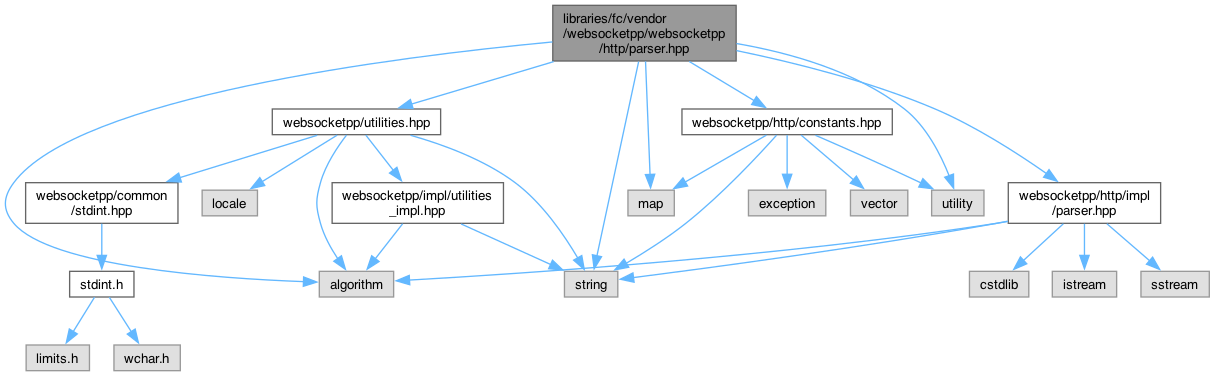 libraries/fc/vendor
/websocketpp/websocketpp
/http/parser.hpp
websocketpp/utilities.hpp
websocketpp/http/constants.hpp
websocketpp/common
/stdint.hpp
locale
websocketpp/impl/utilities
_impl.hpp
map
exception
vector
utility
websocketpp/http/impl
/parser.hpp
stdint.h
algorithm
string
cstdlib
istream
sstream
limits.h
wchar.h